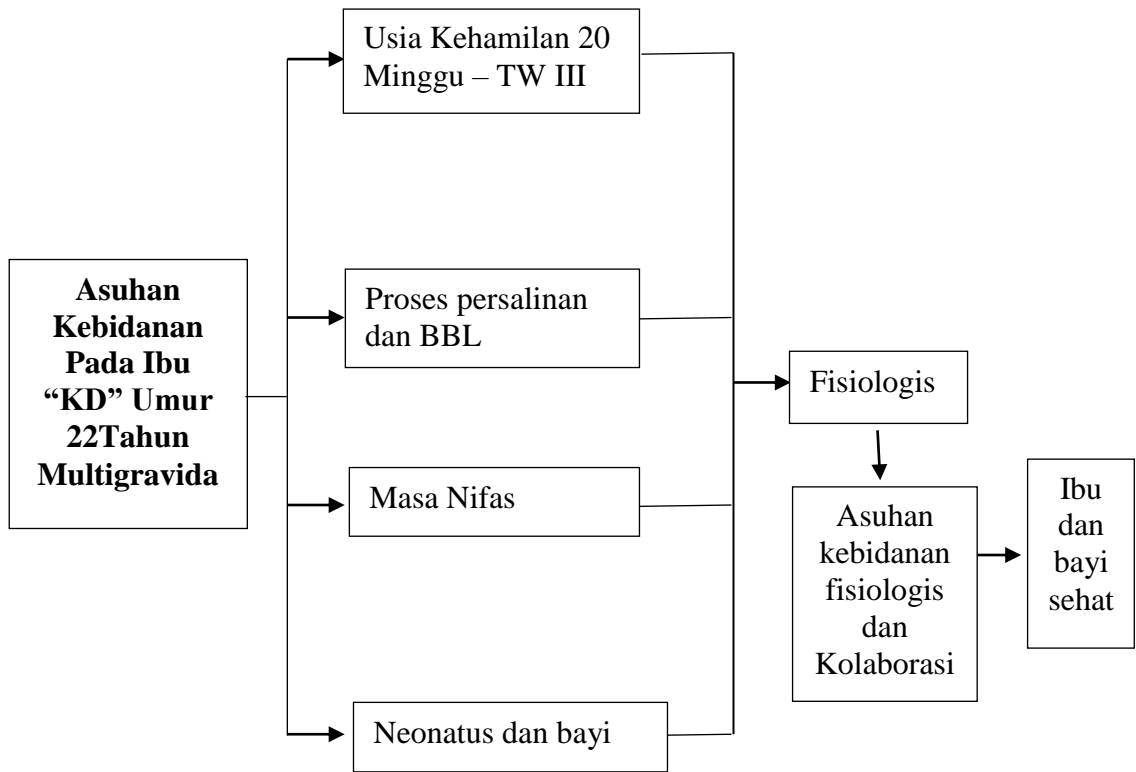 Usia Kehamilan 20
Minggu – TW III
Asuhan
Kebidanan
Pada Ibu
“KD” Umur
22Tahun
Multigravida
Proses persalinan
dan BBL
Masa Nifas
Neonatus dan bayi
Fisiologis
Asuhan
kebidanan
fisiologis
dan
Kolaborasi
Ibu
dan
bayi
sehat